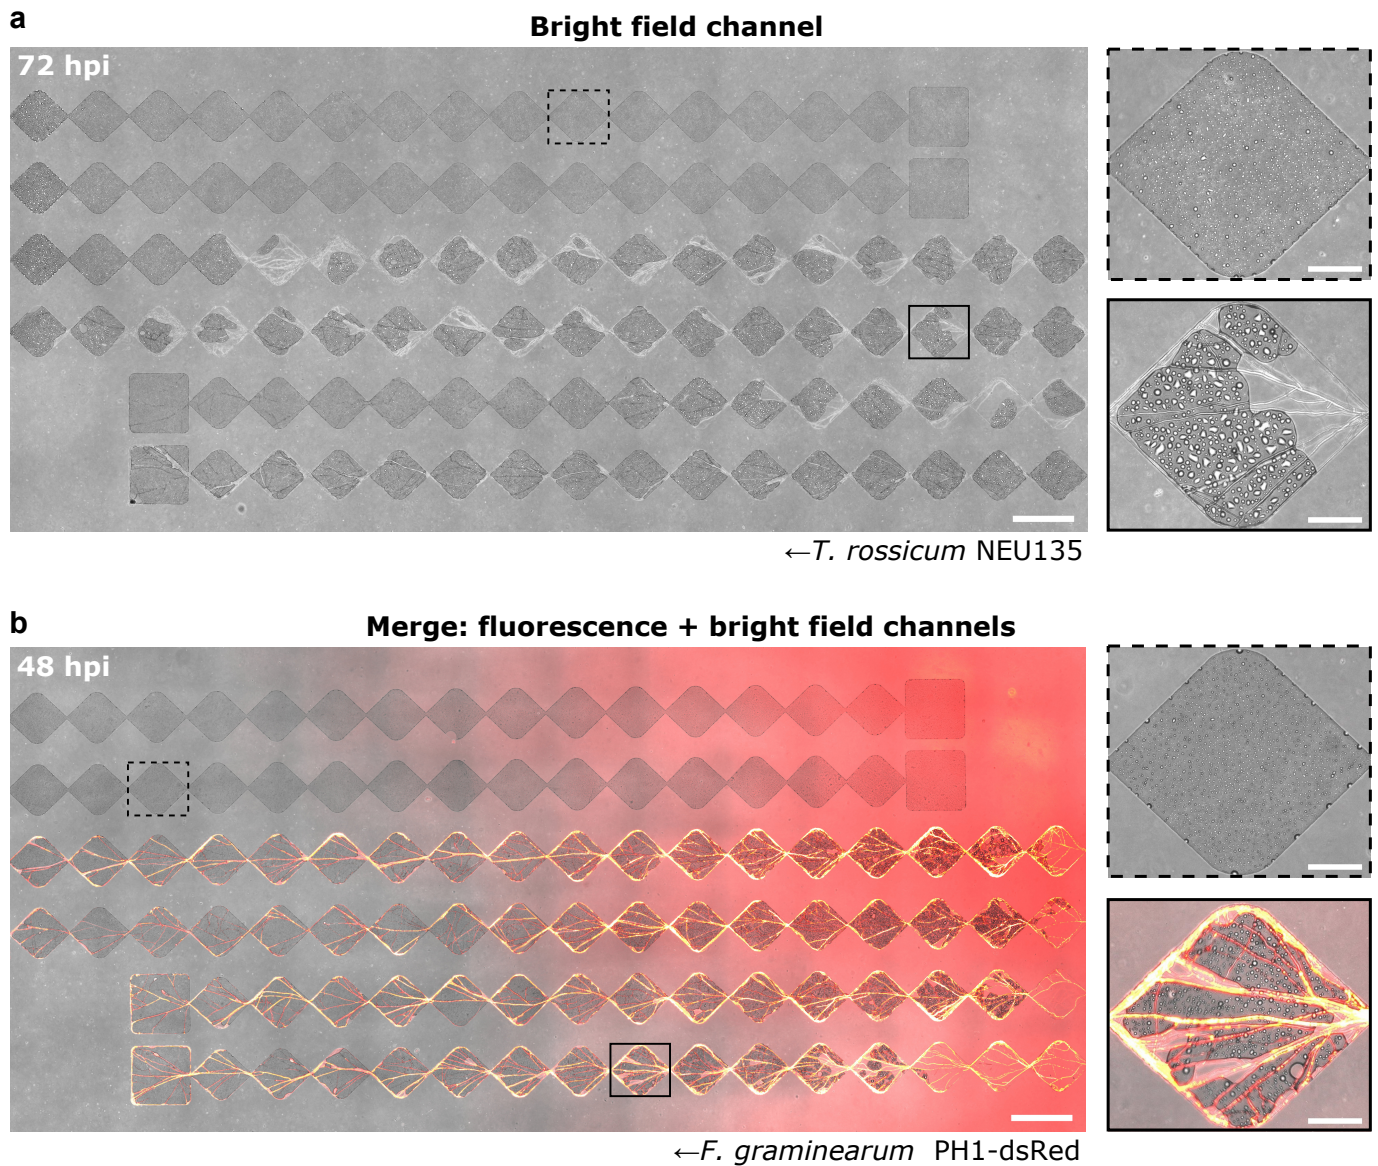 a
Bright field channel
72 hpi
←T. rossicum NEU135
b
Merge: fluorescence + bright field channels
48 hpi
←F. graminearum PH1-dsRed